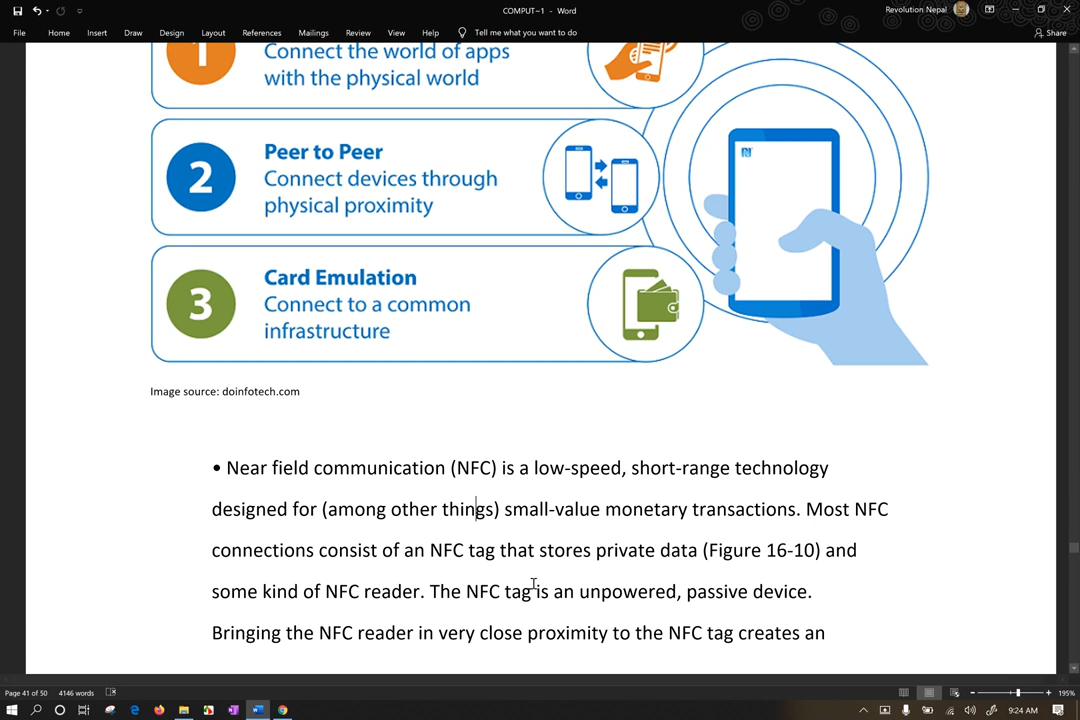 COMPUT~1 - Word
Revolution Nepal
File Home Insert Draw Design Layout References Mailings Review View Help Tell me what you want to do Share
1
Connect the world of apps
with the physical world
2
Peer to Peer
Connect devices through
physical proximity
3
Card Emulation
Connect to a common
infrastructure
Image source: doinfotech.com
• Near field communication (NFC) is a low-speed, short-range technology
designed for (among other things) small-value monetary transactions. Most NFC
connections consist of an NFC tag that stores private data (Figure 16-10) and
some kind of NFC reader. The NFC tag is an unpowered, passive device.
Bringing the NFC reader in very close proximity to the NFC tag creates an
Page 41 of 50 4146 words 195%
9:24 AM